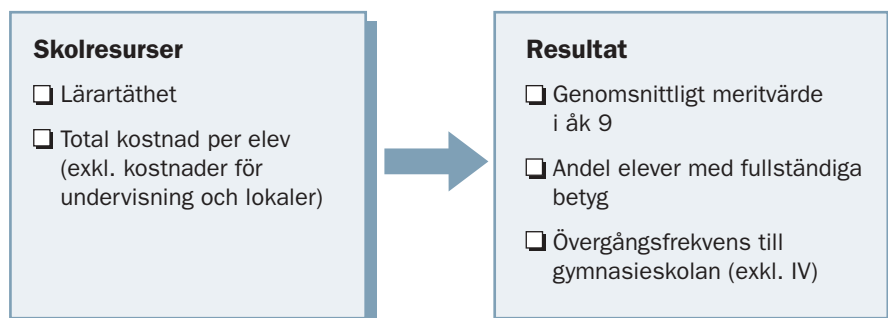 Skolresurser
Lärartäthet
Total kostnad per elev
(exkl. kostnader för
undervisning och lokaler)
Resultat
Genomsnittligt meritvärde
i åk 9
Andel elever med fullständiga
betyg
Övergångsfrekvens till
gymnasieskolan (exkl. IV)